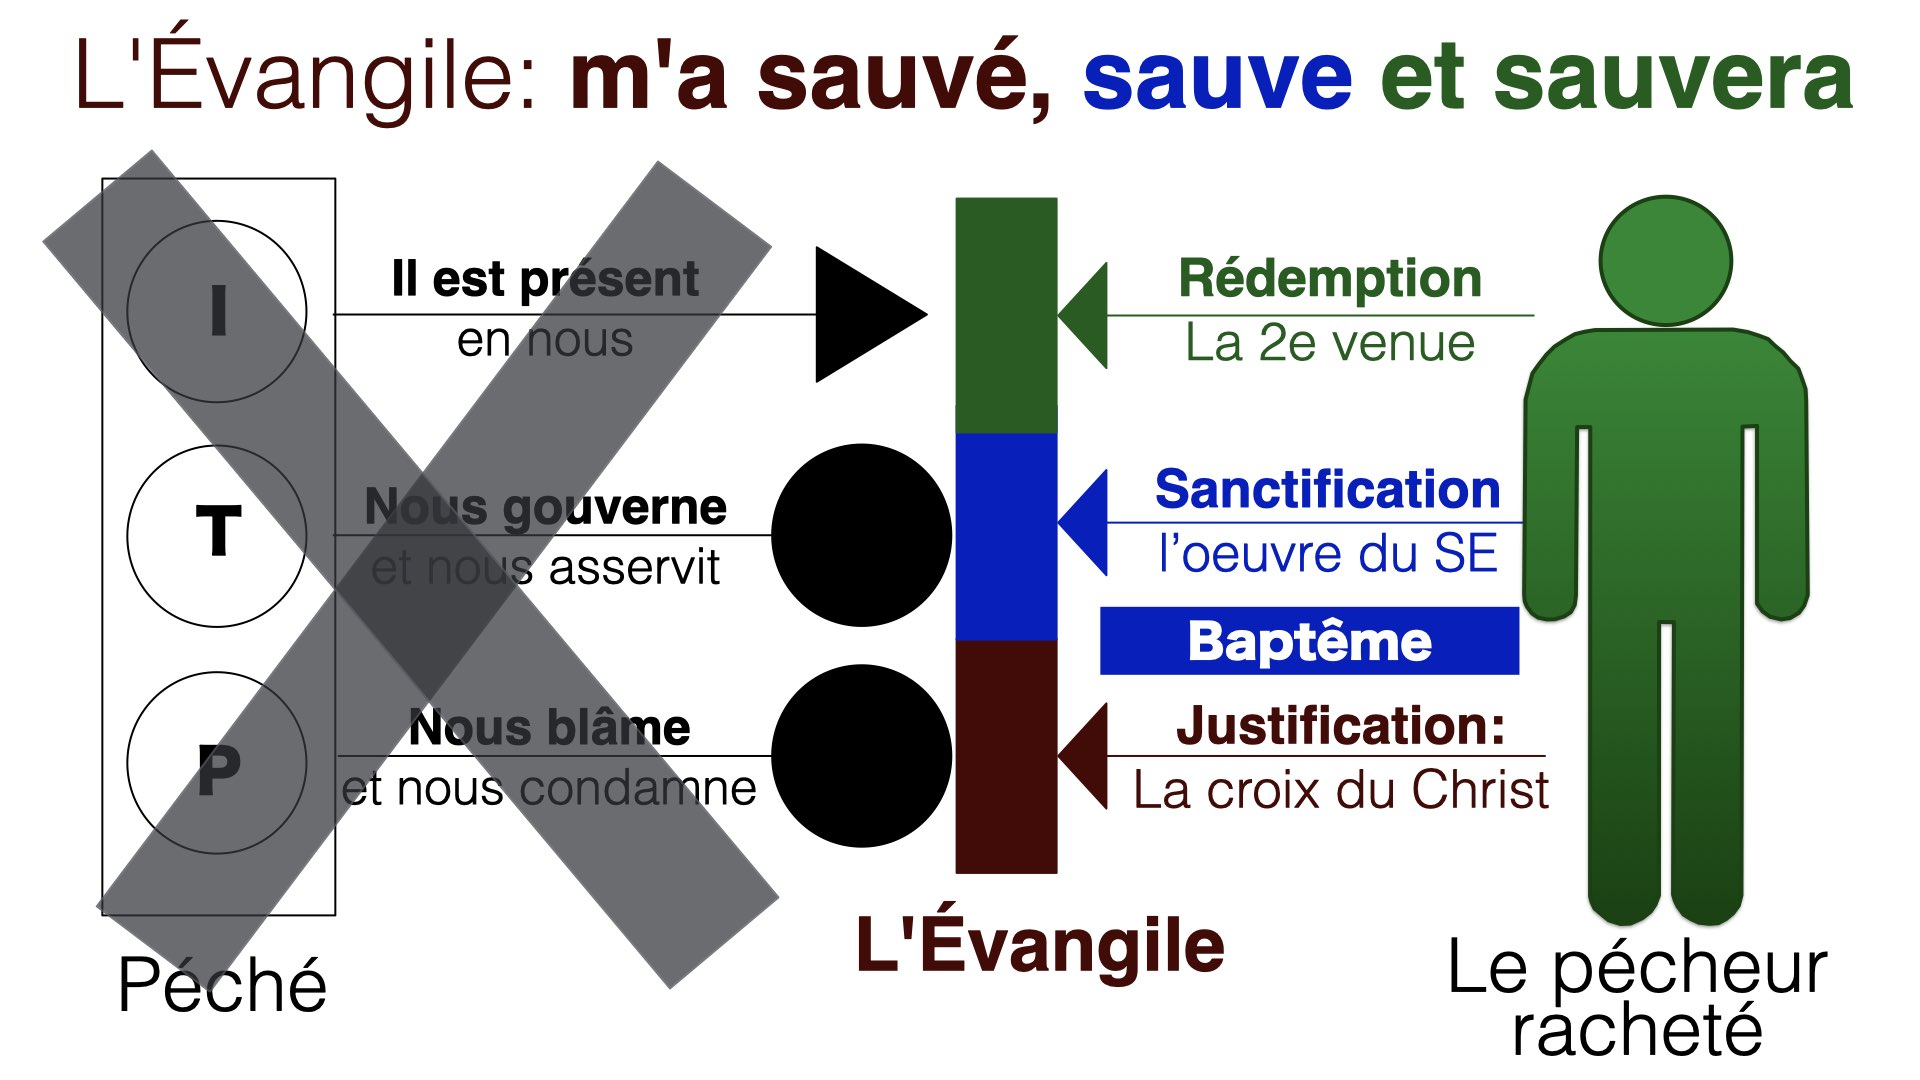 L'Évangile: m'a sauvé, sauve et sauvera
I
Il est présent
en nous
Rédemption
La 2e venue
T
Nous gouverne
et nous asservit
Sanctification
l’oeuvre du SE
Baptême
P
Nous blâme
et nous condamne
Justification:
La croix du Christ
Péché
L'Évangile
Le pécheur
racheté